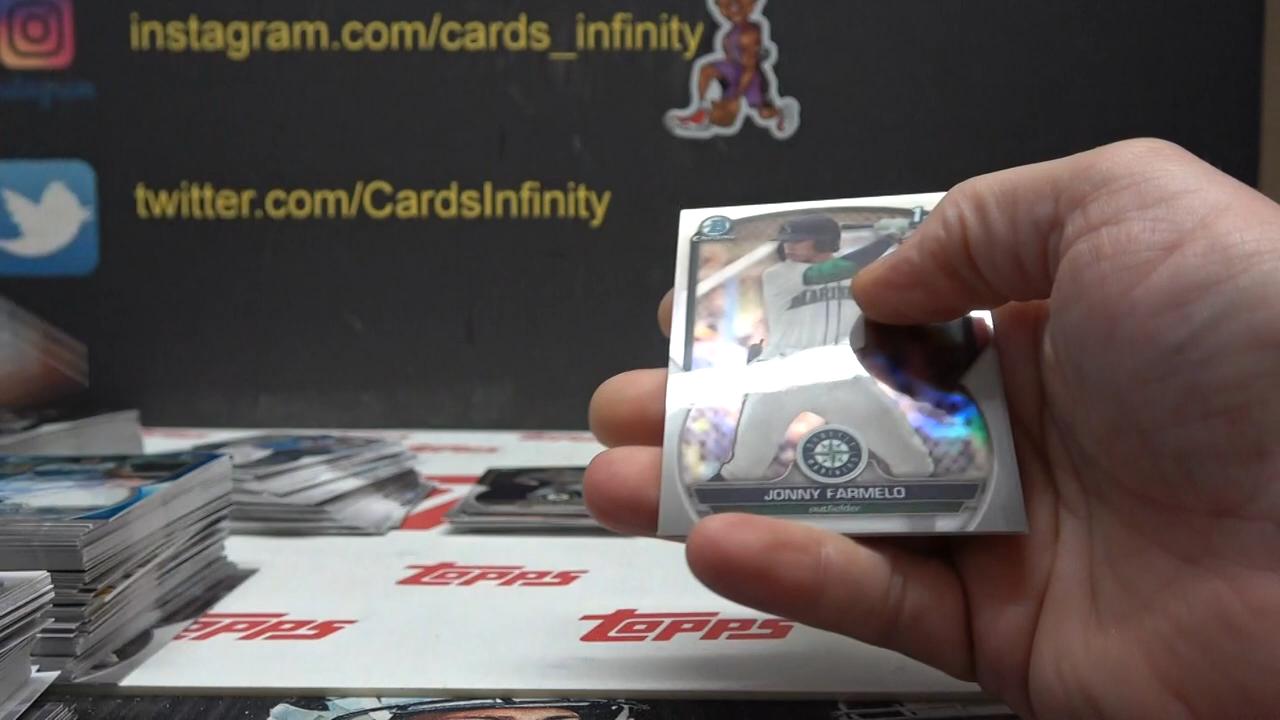 instagram.com/cards_infinity
twitter.com/CardsInfinity
JONNY FARMELO
outfielder
topps
topps
topps